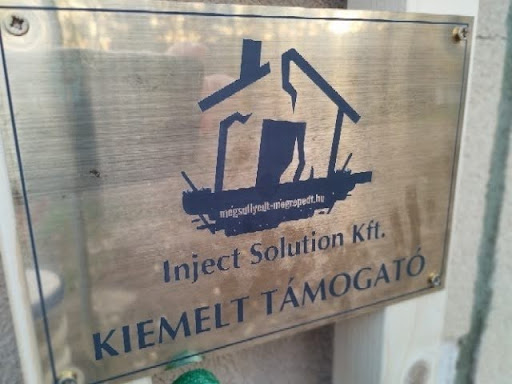 megsullyedt-megrepedt.hu
Inject Solution Kft.
KIEMELT TÁMOGATÓ